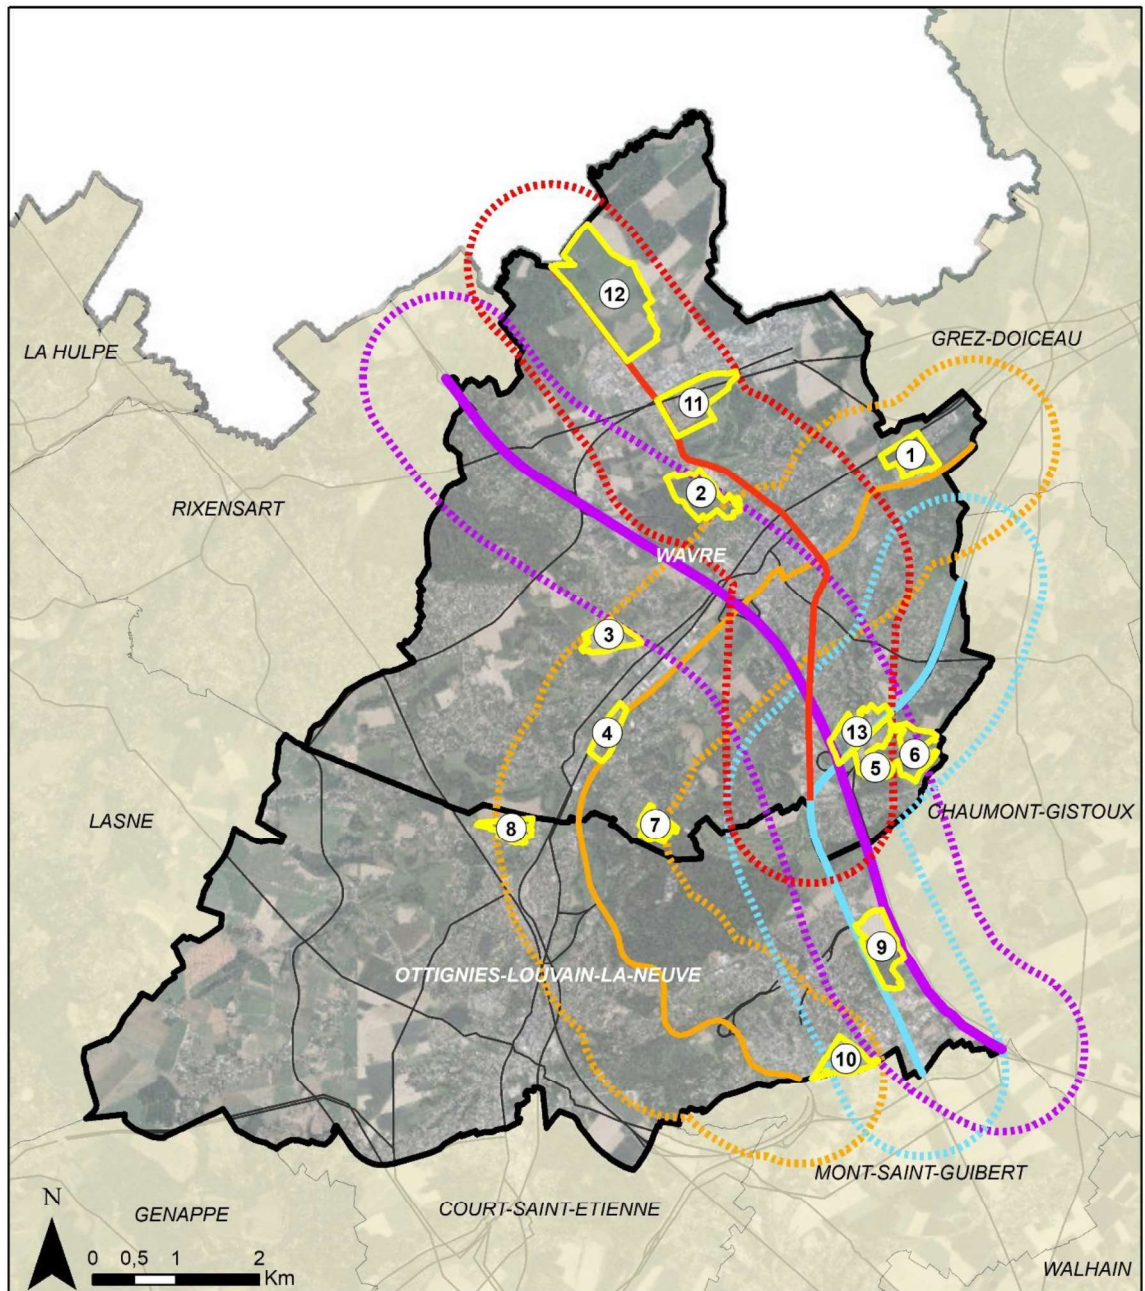 12
GREZ-DOICEAU
LA HULPE
11
1
2
RIXENSART
WAVRE
3
4
13
6
5
LASNE
8
7
CHAUMONT-GISTOUX
9
OTTIGNIES-LOUVAIN-LA-NEUVE
10
MONT-SAINT-GUIBERT
N
GENAPPE
COURT-SAINT-ETIENNE
0 0,5 1 2
Km
WALHAIN